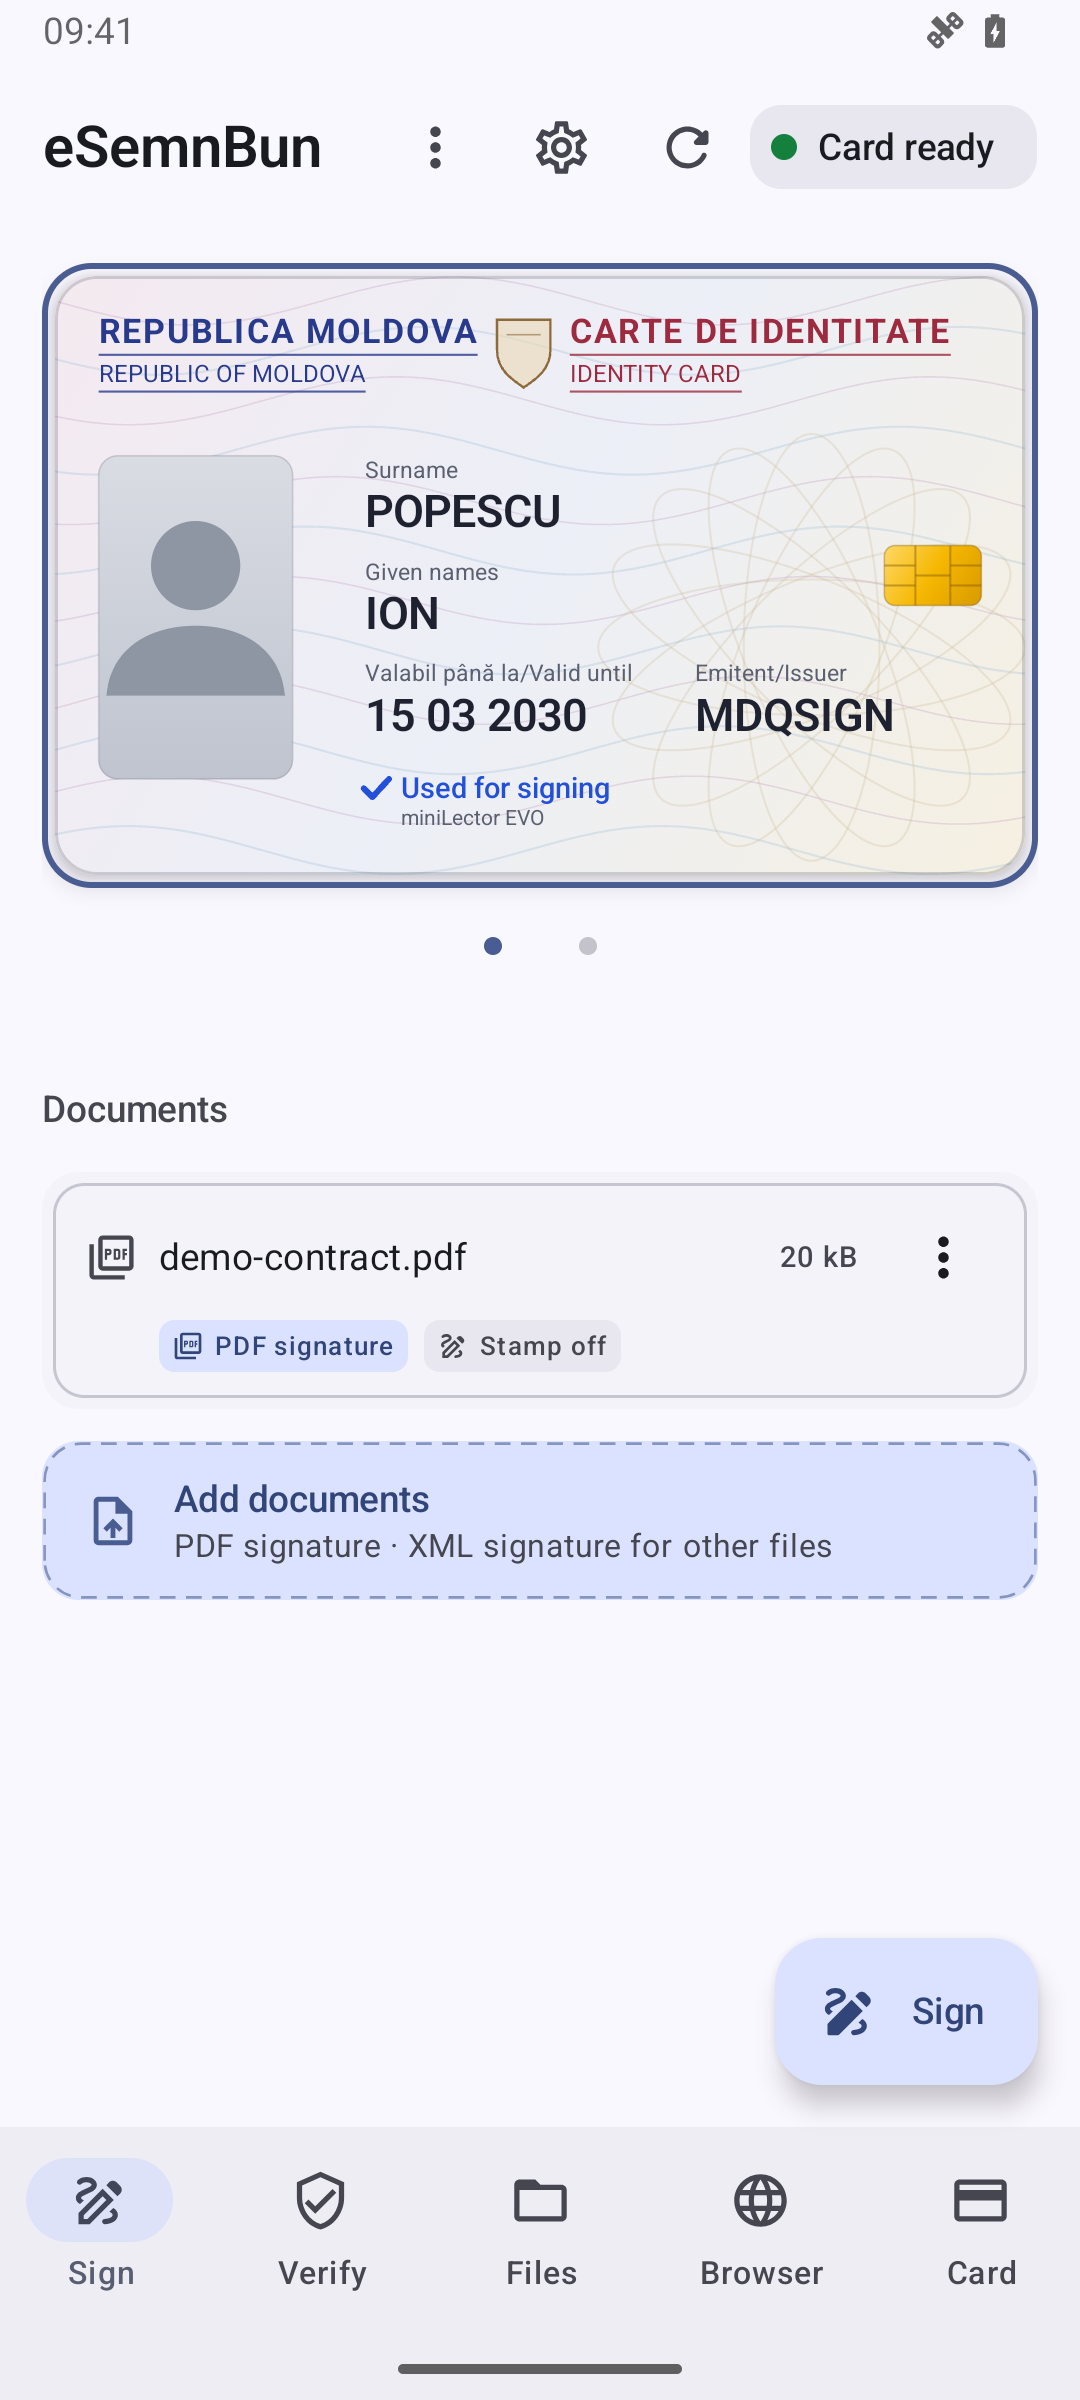 09:41
eSemnBun
Card ready
REPUBLICA MOLDOVA
REPUBLIC OF MOLDOVA
CARTE DE IDENTITATE
IDENTITY CARD
Surname
POPESCU
Given names
ION
Valabil până la/Valid until
15 03 2030
Emitent/Issuer
MDQSIGN
Used for signing
miniLector EVO
Documents
PDF
demo-contract.pdf
20 kB
PDF
PDF signature
Stamp off
Add documents
PDF signature · XML signature for other files
Sign
Sign
Verify
Files
Browser
Card